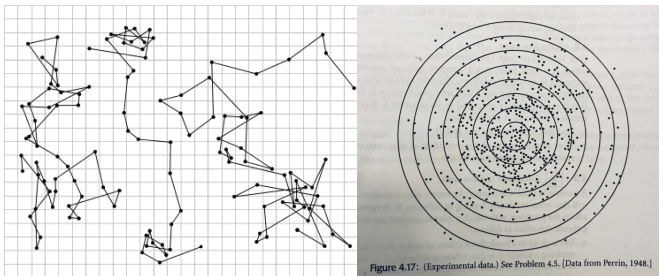 Figure 4.17: (Experimental data.) See Problem 4.5. [Data from Perrin, 1948.]